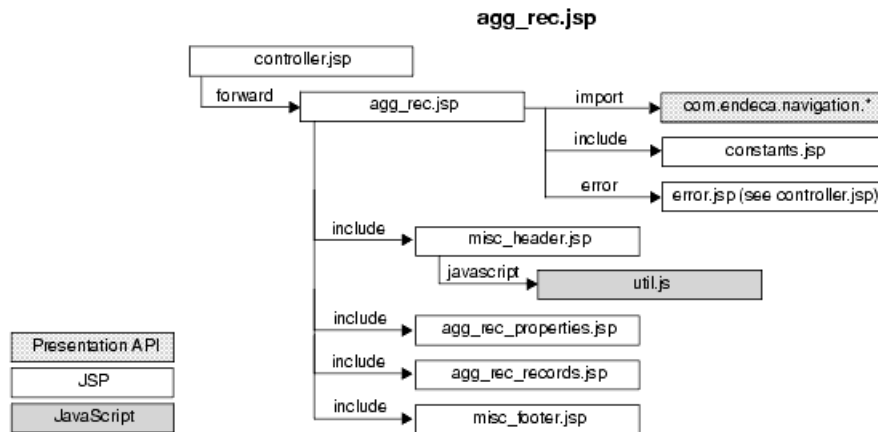 agg_rec.jsp
controller.jsp
forward
agg_rec.jsp
import
com.endeca.navigation.*
include
constants.jsp
error
error.jsp (see controller.jsp)
include
misc_header.jsp
javascript
util.js
include
agg_rec_properties.jsp
include
agg_rec_records.jsp
include
misc_footer.jsp
Presentation API
JSP
JavaScript